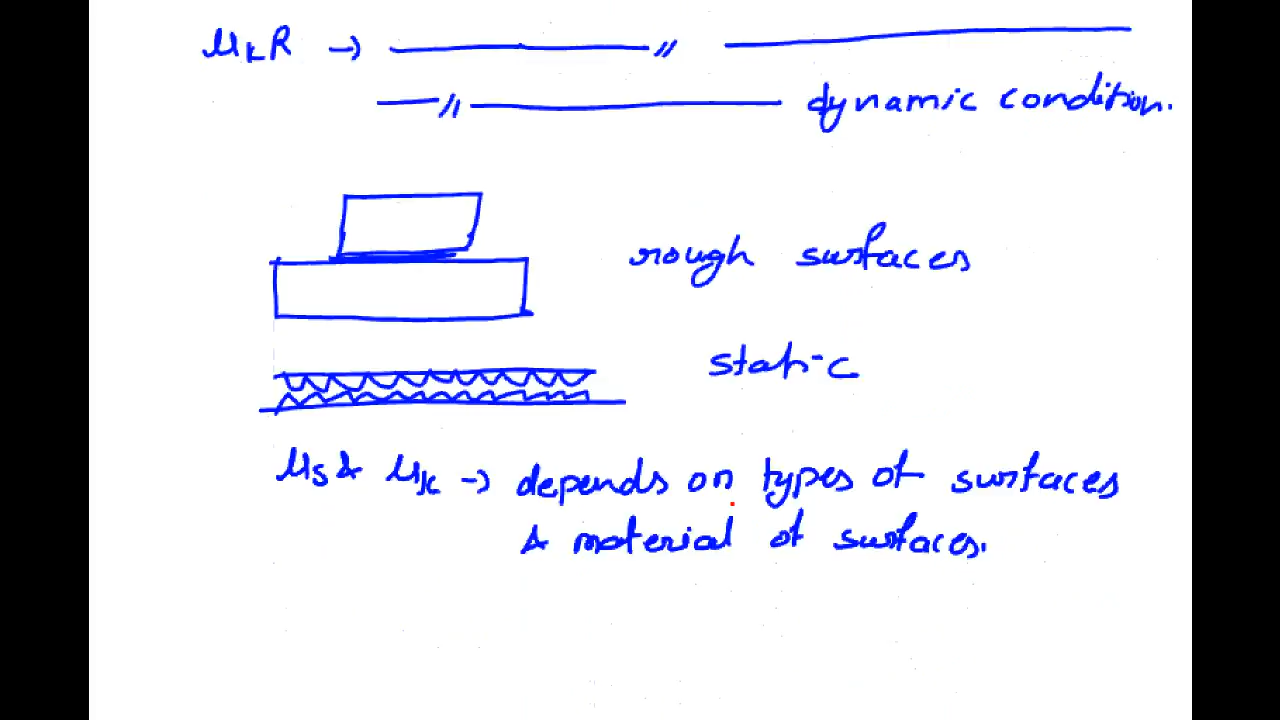 μₖR → —— 〃 ——
— 〃 —— dynamic condition.
rough surfaces
static
μₛ & μₖ → depends on types of surfaces
& material of surfaces.